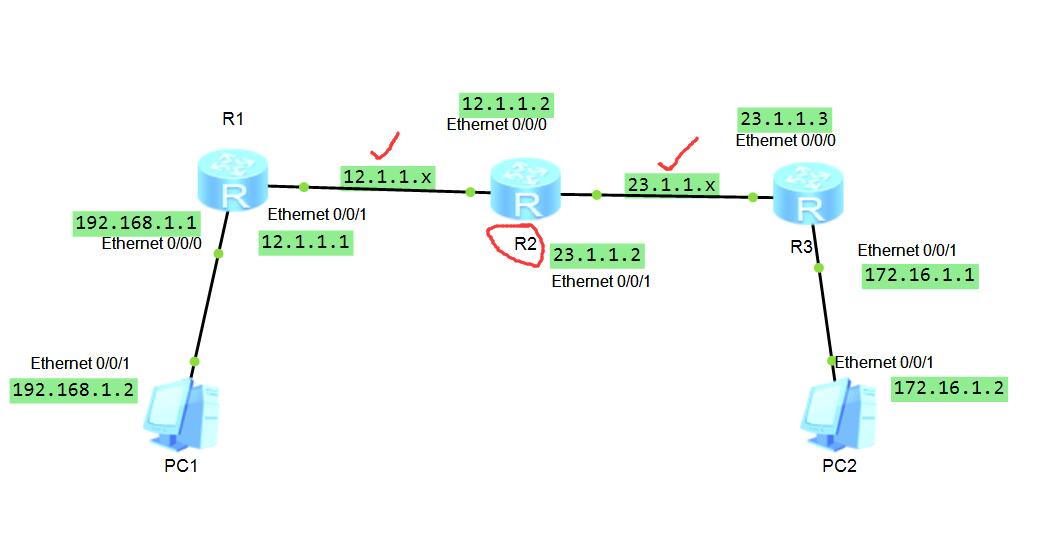 12.1.1.2
Ethernet 0/0/0
R1
23.1.1.3
Ethernet 0/0/0
12.1.1.x
23.1.1.x
R
R
R
192.168.1.1
Ethernet 0/0/0
Ethernet 0/0/1
12.1.1.1
R2
23.1.1.2
Ethernet 0/0/1
R3
Ethernet 0/0/1
172.16.1.1
Ethernet 0/0/1
192.168.1.2
Ethernet 0/0/1
172.16.1.2
PC1
PC2